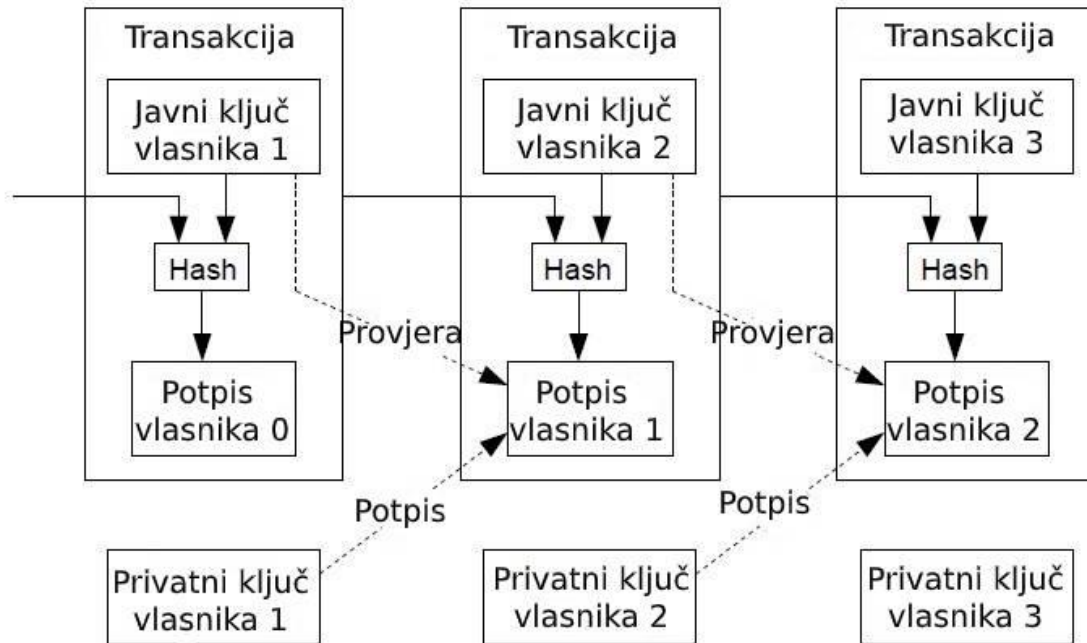 Transakcija
Javni ključ
vlasnika 1
Hash
Potpis
vlasnika 0
Transakcija
Javni ključ
vlasnika 2
Hash
Provjera
Potpis
vlasnika 1
Transakcija
Javni ključ
vlasnika 3
Hash
Provjera
Potpis
vlasnika 2
Potpis
Potpis
Privatni ključ
vlasnika 1
Privatni ključ
vlasnika 2
Privatni ključ
vlasnika 3